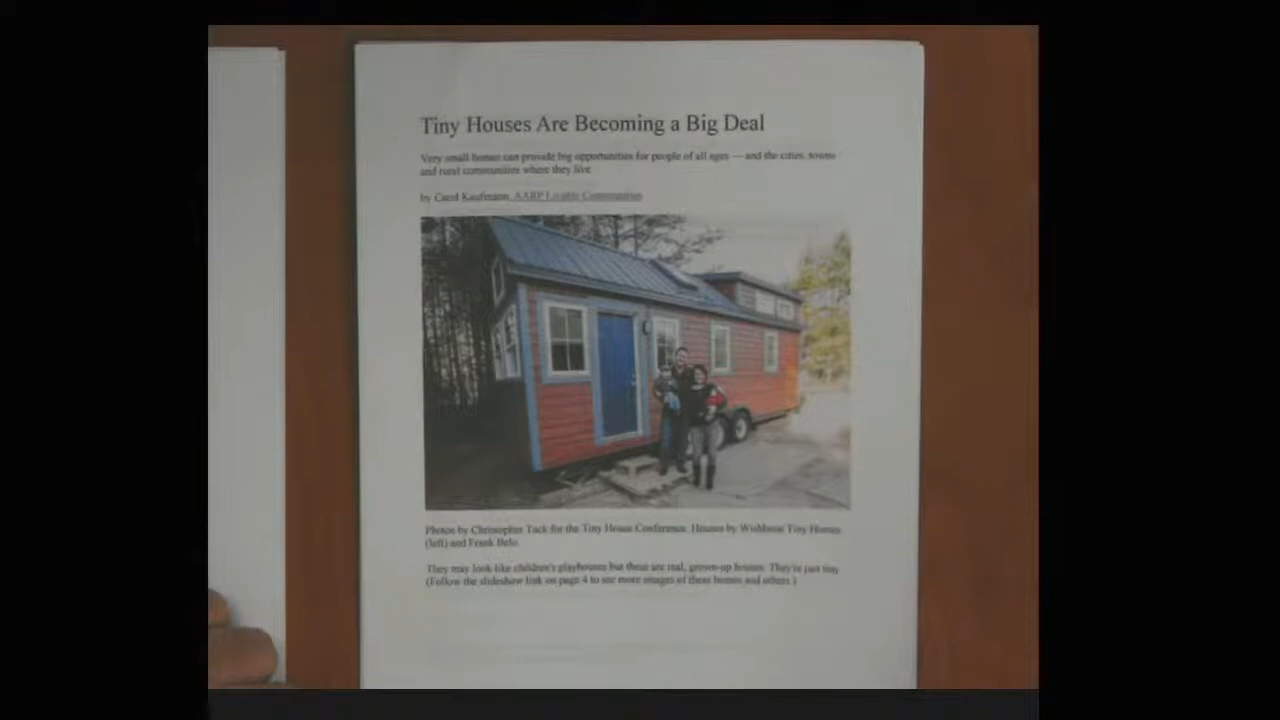 Tiny Houses Are Becoming a Big Deal
Very small homes can provide big opportunities for people of all ages — and the cities, towns
and rural communities where they live
by Carol Kaufmann, AARP Livable Communities
Photos by Christopher Tack for the Tiny House Conference. Houses by Wishbone Tiny Homes
(left) and Frank Belo.
They may look like children's playhouses but these are real, grown-up houses. They're just tiny
(Follow the slideshow link on page 4 to see more images of these homes and others.)